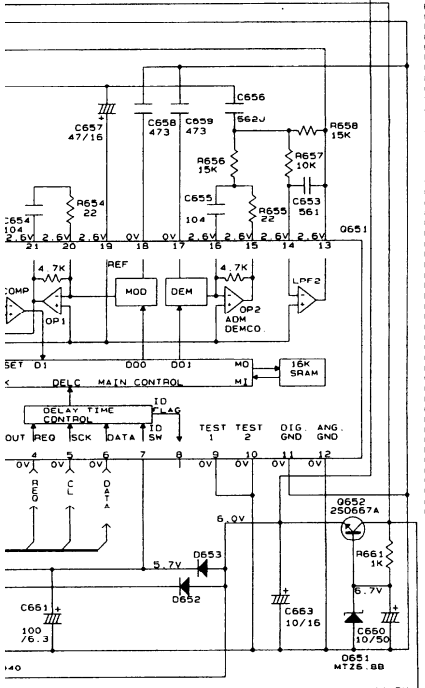 C656
562J
C657
47/16
C658
473
C659
473
R658
15K
R656
15K
R657
10K
C653
561
C654
104
R654
22
C655
104
R655
22
Q651
2.6V 2.6V 2.6V 0V 0V 2.6V 2.6V 2.6V 2.6V
21 20 19 18 17 16 15 14 13
4.7K
REF
4.7K
COMP
OP1
MOD
DEM
OP2
ADM
DEMCO.
LPF2
SET D1 DO0 DO1 MO
16K
SRAM
DELC MAIN CONTROL MI
DELAY TIME
CONTROL
ID
FLAG
OUT REQ SCK DATA ID
SW
TEST
1
TEST
2
DIG.
GND
ANG.
GND
4 5 6 7 8 9 10 11 12
0V 0V 0V 0V 0V 0V 0V
REQ
CL
DATA
Q652
2SD667A
6.0V
R661
1K
D653
5.7V
D652
6.7V
C661
100
/6.3
C663
10/16
C660
10/50
D651
MTZ6.8B